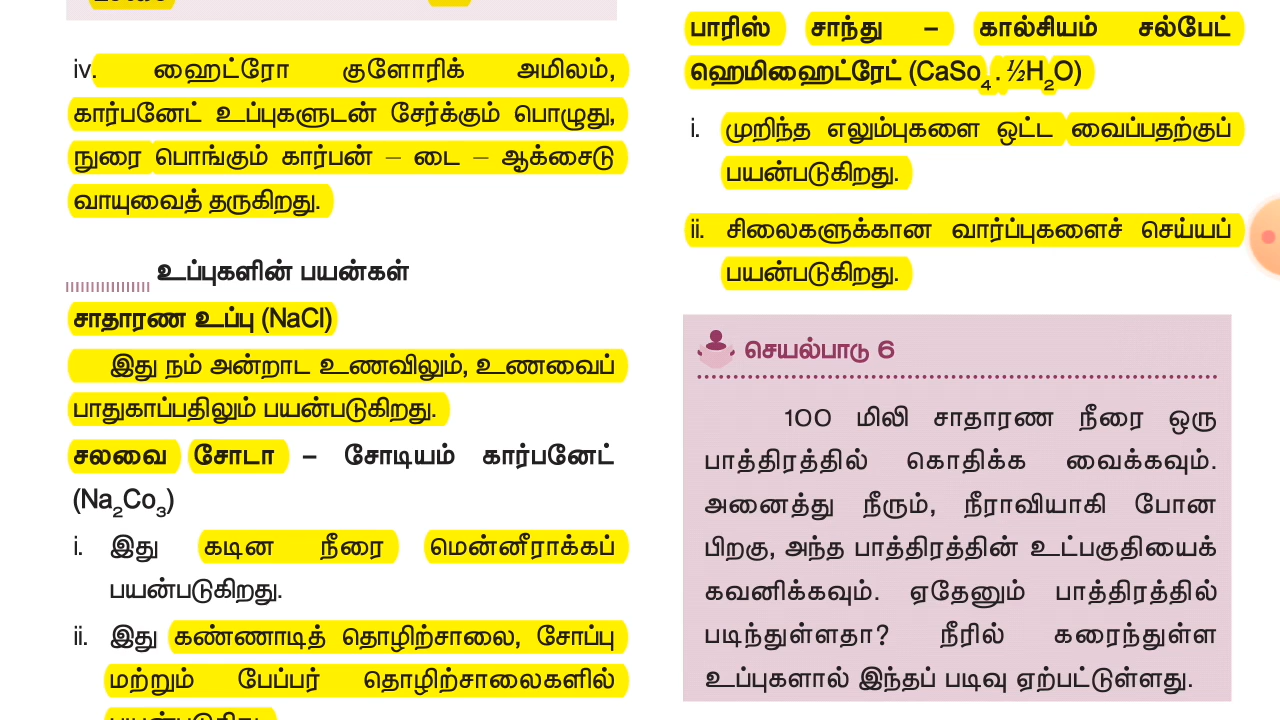 iv. ஹைட்ரோ குளோரிக் அமிலம்,
கார்பனேட் உப்புகளுடன் சேர்க்கும் பொழுது,
நுரை பொங்கும் கார்பன் – டை – ஆக்சைடு
வாயுவைத் தருகிறது.
உப்புகளின் பயன்கள்
சாதாரண உப்பு (NaCl)
இது நம் அன்றாட உணவிலும், உணவைப்
பாதுகாப்பதிலும் பயன்படுகிறது.
சலவை சோடா – சோடியம் கார்பனேட்
(Na₂Co₃)
i. இது கடின நீரை மென்னீராக்கப்
பயன்படுகிறது.
ii. இது கண்ணாடித் தொழிற்சாலை, சோப்பு
மற்றும் பேப்பர் தொழிற்சாலைகளில்
பாரிஸ் சாந்து – கால்சியம் சல்பேட்
ஹெமிஹைட்ரேட் (CaSo₄ . ½H₂O)
i. முறிந்த எலும்புகளை ஒட்ட வைப்பதற்குப்
பயன்படுகிறது.
ii. சிலைகளுக்கான வார்ப்புகளைச் செய்யப்
பயன்படுகிறது.
செயல்பாடு 6
100 மிலி சாதாரண நீரை ஒரு
பாத்திரத்தில் கொதிக்க வைக்கவும்.
அனைத்து நீரும், நீராவியாகி போன
பிறகு, அந்த பாத்திரத்தின் உட்பகுதியைக்
கவனிக்கவும். ஏதேனும் பாத்திரத்தில்
படிந்துள்ளதா? நீரில் கரைந்துள்ள
உப்புகளால் இந்தப் படிவு ஏற்பட்டுள்ளது.